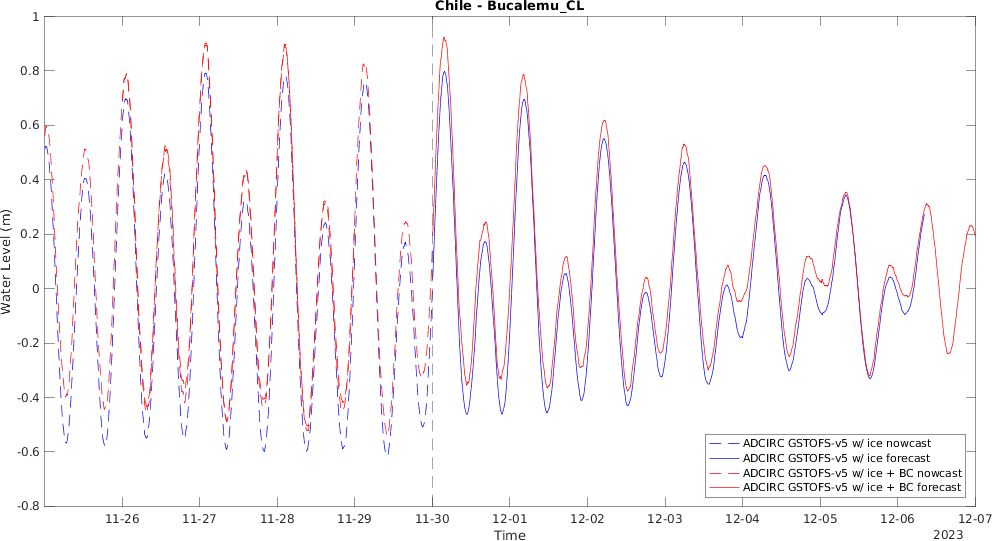 Chile - Bucalemu_CL
Water Level (m)
1
0.8
0.6
0.4
0.2
0
-0.2
-0.4
-0.6
-0.8
ADCIRC GSTOFS-v5 w/ ice nowcast
ADCIRC GSTOFS-v5 w/ ice forecast
ADCIRC GSTOFS-v5 w/ ice + BC nowcast
ADCIRC GSTOFS-v5 w/ ice + BC forecast
11-26 11-27 11-28 11-29 11-30 12-01 12-02 12-03 12-04 12-05 12-06 12-07
Time
2023